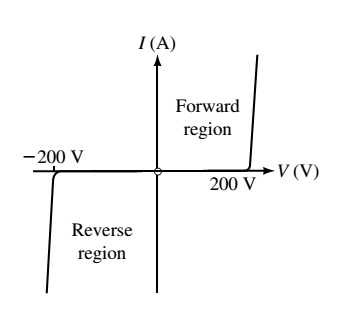 I (A)
Forward
region
−200 V
V (V)
200 V
Reverse
region